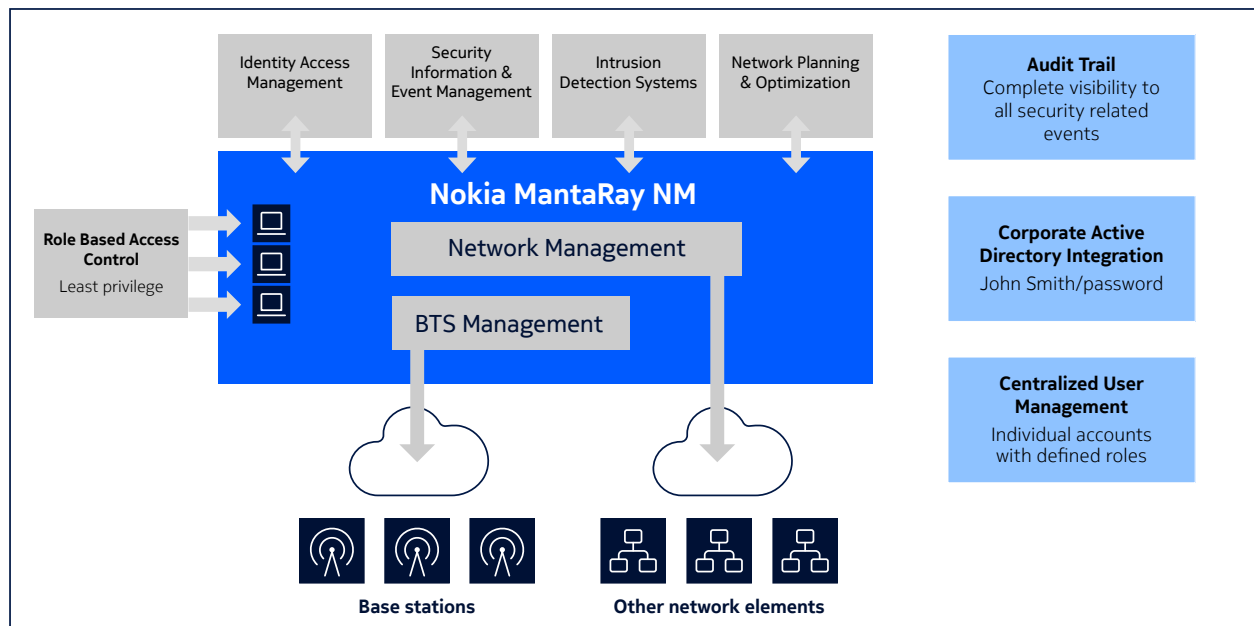 Identity Access
Management
Security
Information &
Event Management
Intrusion
Detection Systems
Network Planning
& Optimization
Audit Trail
Complete visibility to
all security related
events
Nokia MantaRay NM
Role Based Access
Control
Least privilege
Network Management
BTS Management
Corporate Active
Directory Integration
John Smith/password
Centralized User
Management
Individual accounts
with defined roles
Base stations
Other network elements